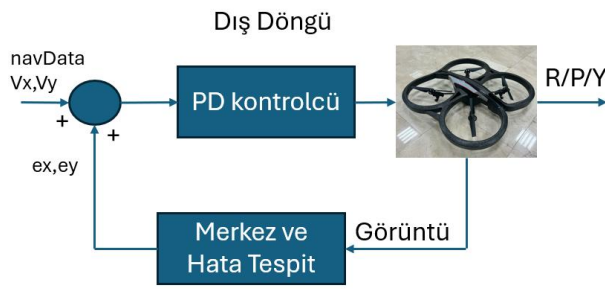 Dış Döngü
navData
Vx,Vy
+
+
PD kontrolcü
R/P/Y
ex,ey
Merkez ve
Hata Tespit
Görüntü